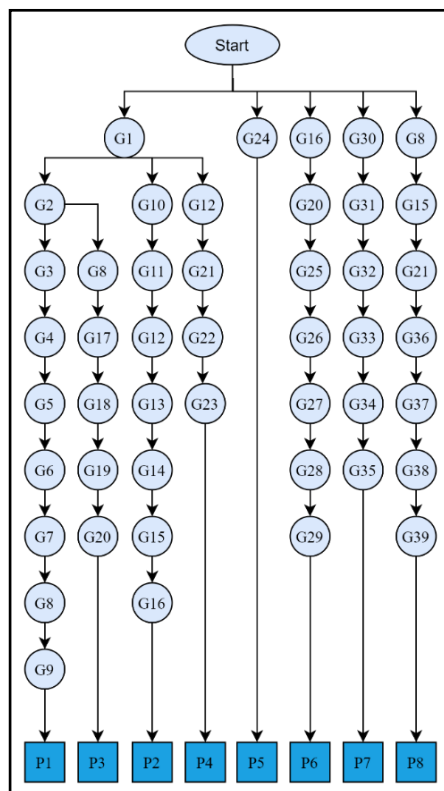 Start
G1 G24 G16 G30 G8
G2 G10 G12 G20 G31 G15
G3 G8 G11 G21 G25 G32 G21
G4 G17 G12 G22 G26 G33 G36
G5 G18 G13 G23 G27 G34 G37
G6 G19 G14 G28 G35 G38
G7 G20 G15 G29 G39
G8 G16
G9
P1 P3 P2 P4 P5 P6 P7 P8